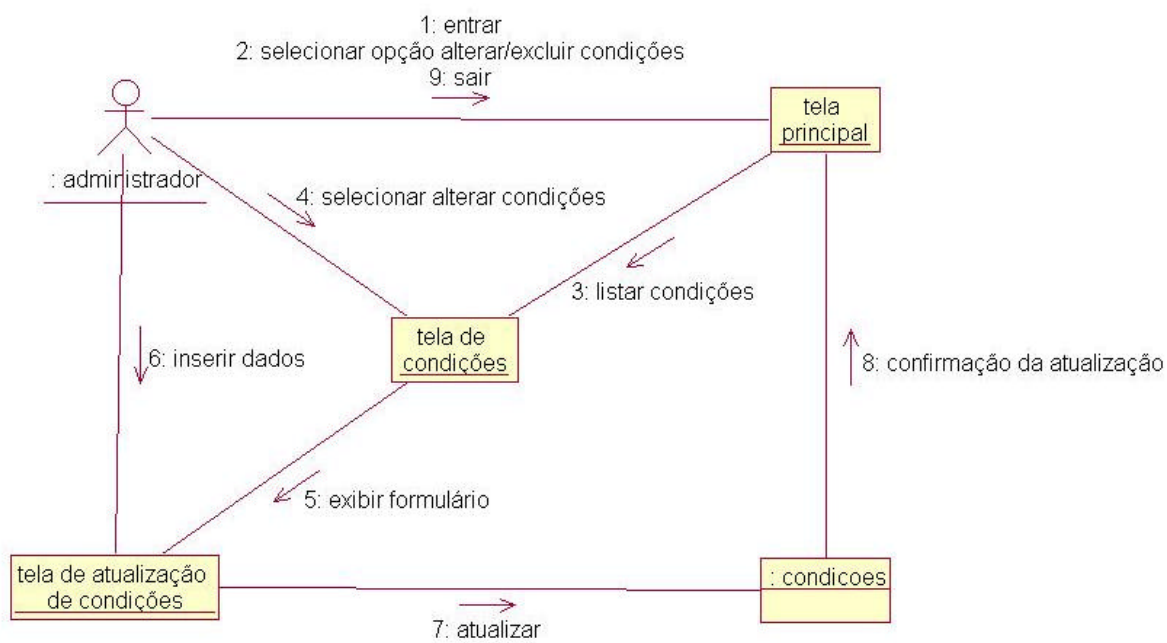 1: entrar
2: selecionar opção alterar/excluir condições
9: sair
tela
principal
: administrador
4: selecionar alterar condições
3: listar condições
tela de
condições
6: inserir dados
8: confirmação da atualização
5: exibir formulário
tela de atualização
de condições
: condicoes
7: atualizar